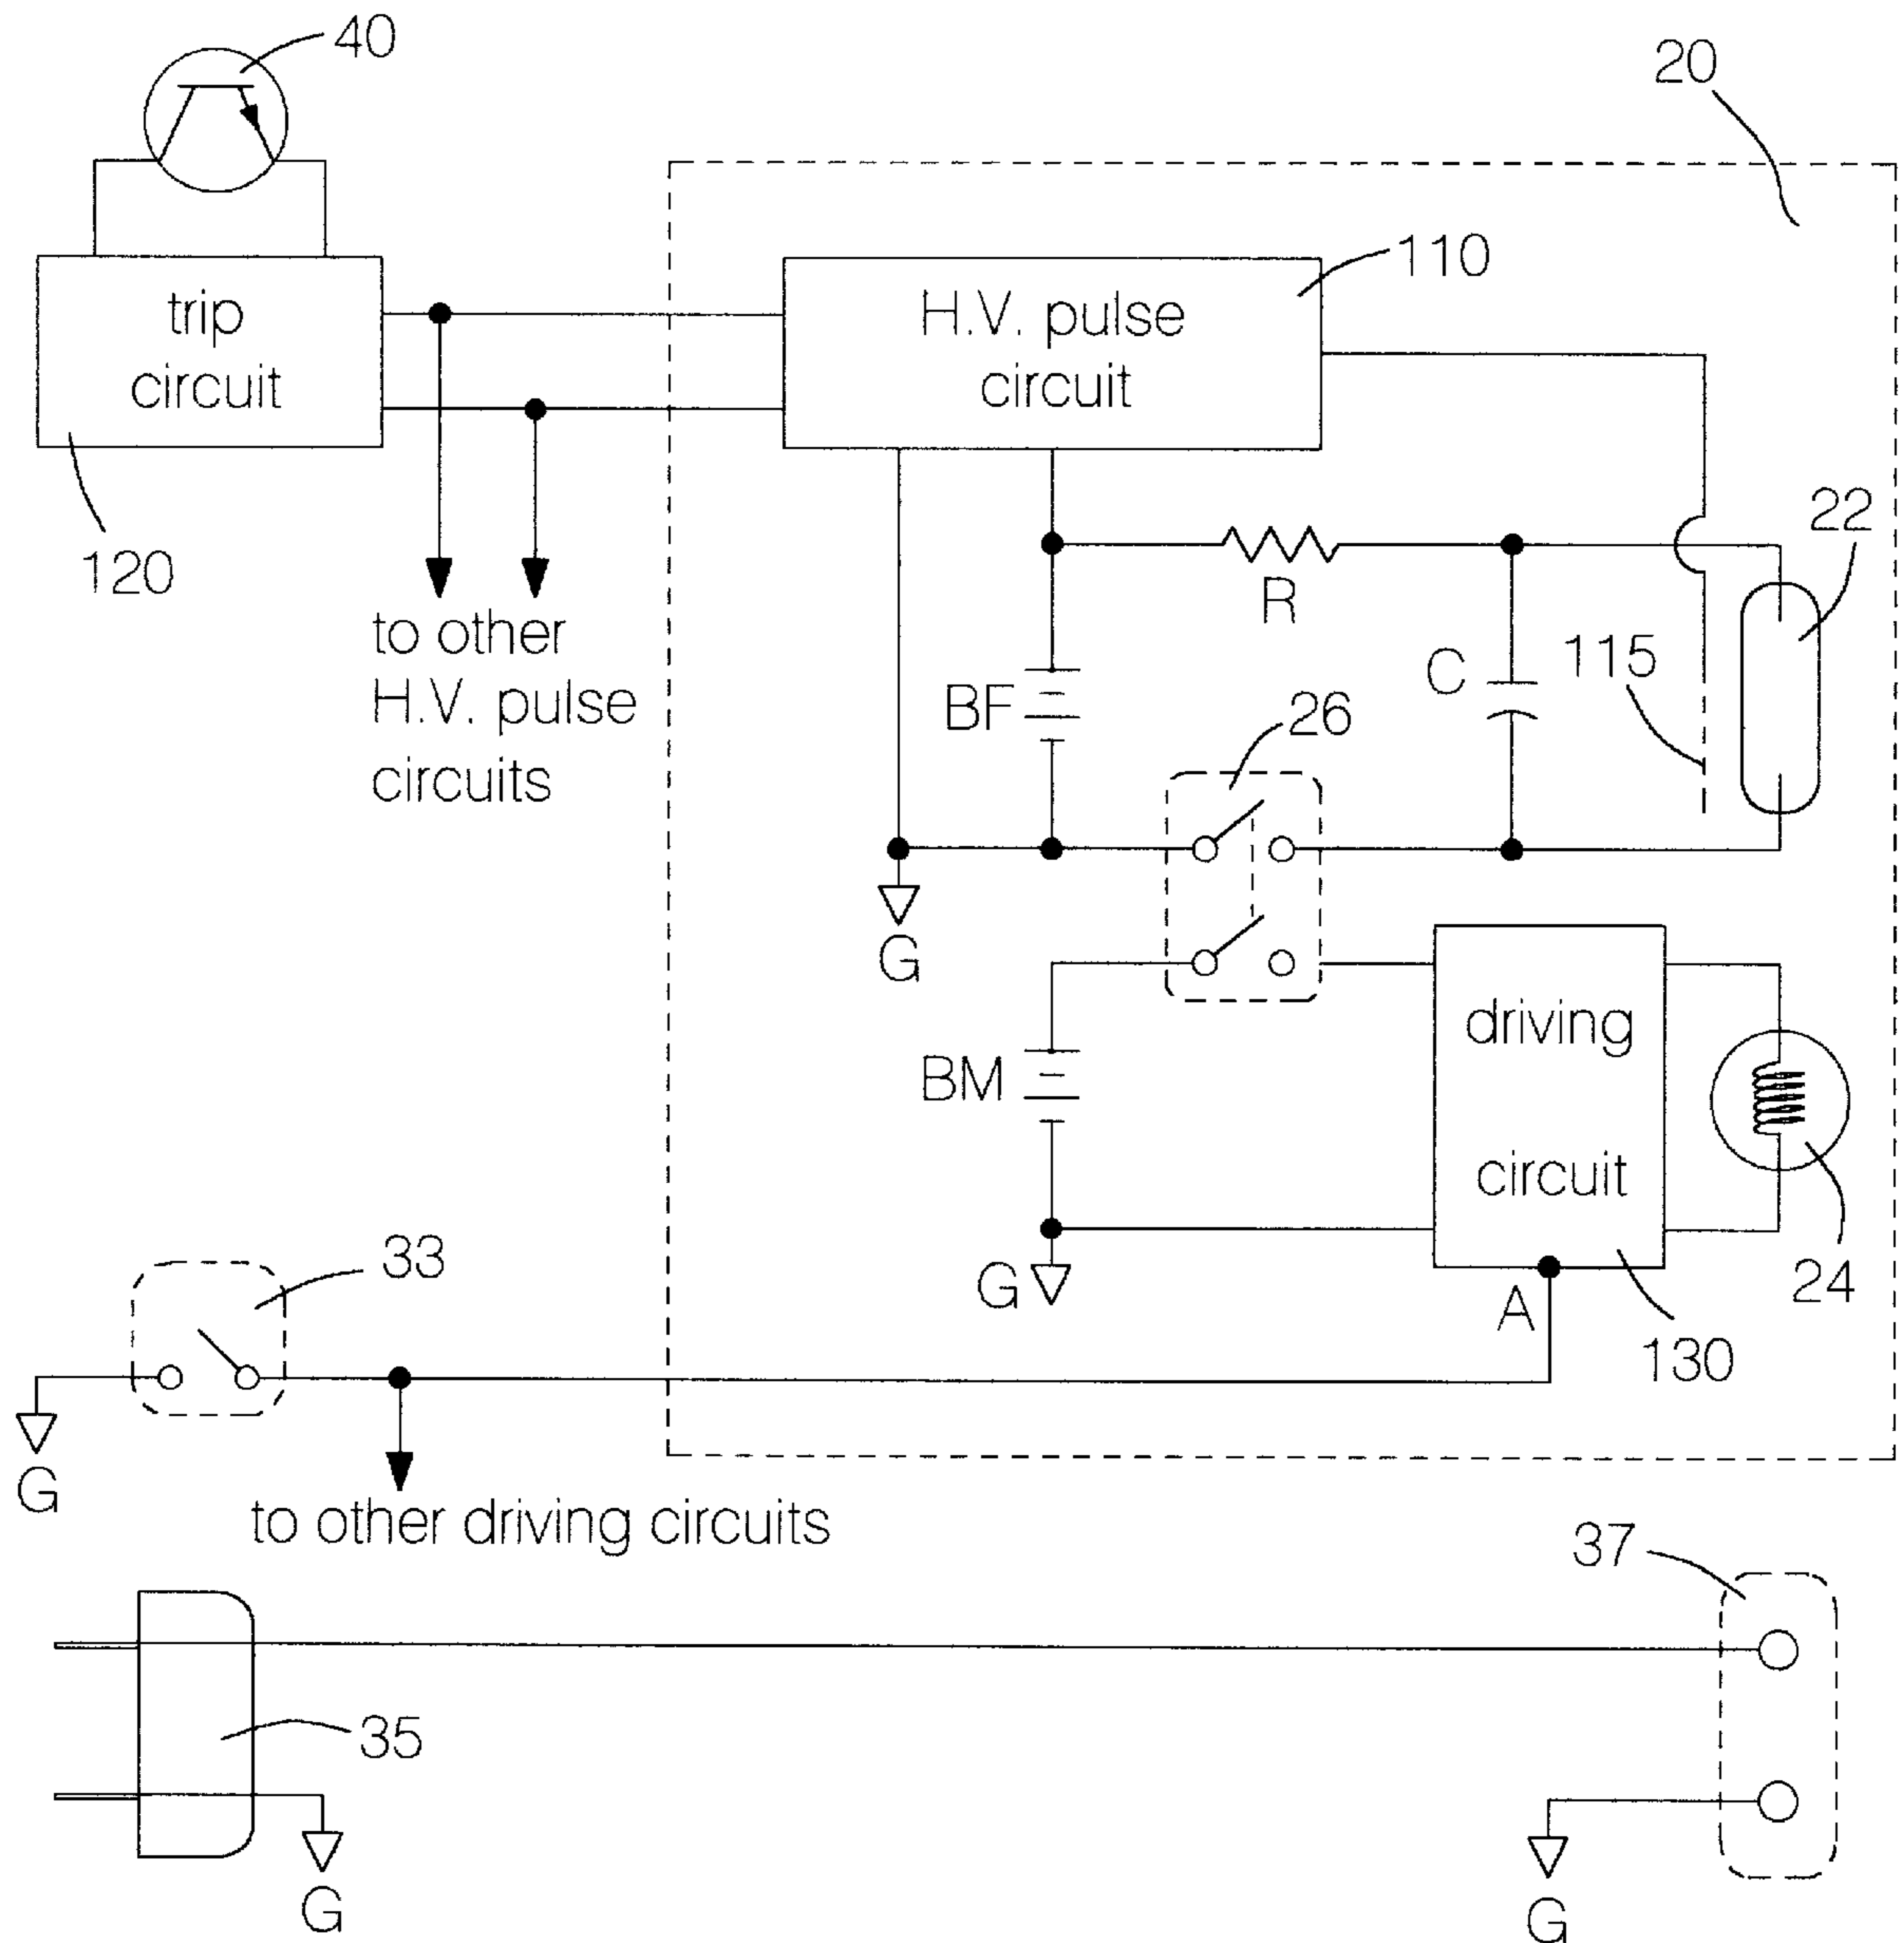 40
20
trip
circuit
120
H.V. pulse
circuit
110
to other
H.V. pulse
circuits
R
22
115
C
BF
26
G
BM
driving
circuit
G
A
24
130
33
G
to other driving circuits
37
35
G
G